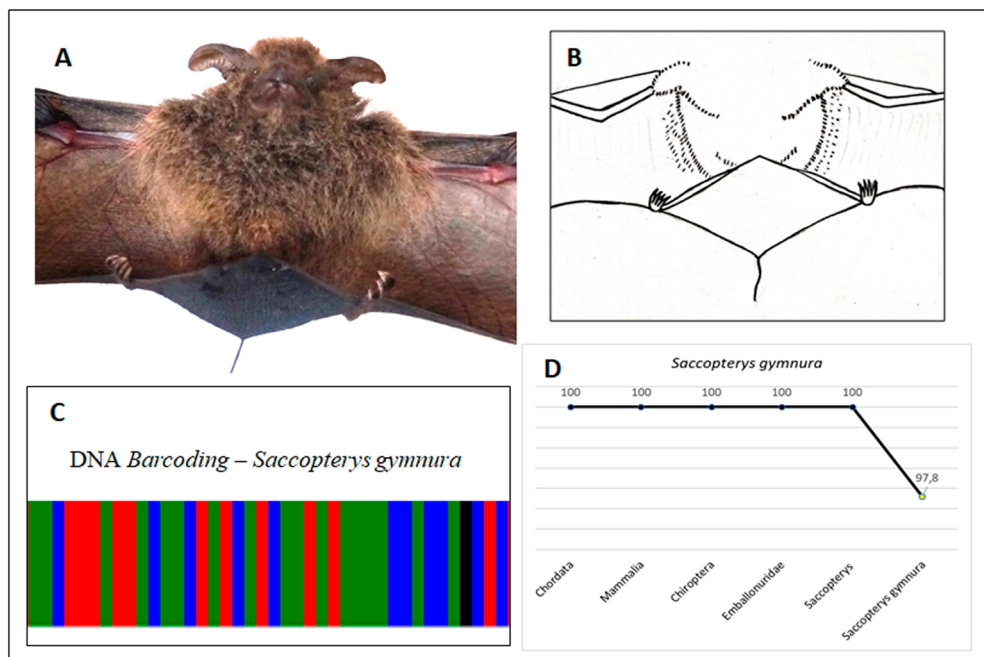 A
B
C
DNA Barcoding – Saccopterys gymnura
D
Saccopterys gymnura
100 100 100 100 100
97,8
Chordata
Mammalia
Chiroptera
Emballonuridae
Saccopterys
Saccopterys gymnura